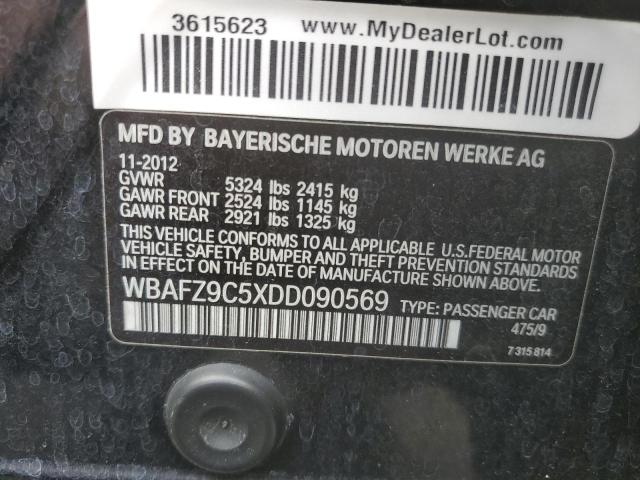 3615623 www.MyDealerLot.com
MFD BY BAYERISCHE MOTOREN WERKE AG
11-2012
GVWR 5324 lbs 2415 kg
GAWR FRONT 2524 lbs 1145 kg
GAWR REAR 2921 lbs 1325 kg
THIS VEHICLE CONFORMS TO ALL APPLICABLE U.S.FEDERAL MOTOR
VEHICLE SAFETY, BUMPER AND THEFT PREVENTION STANDARDS
IN EFFECT ON THE DATE OF MANUFACTURE SHOWN ABOVE.
WBAFZ9C5XDD090569 TYPE: PASSENGER CAR
475/9
7 315 814